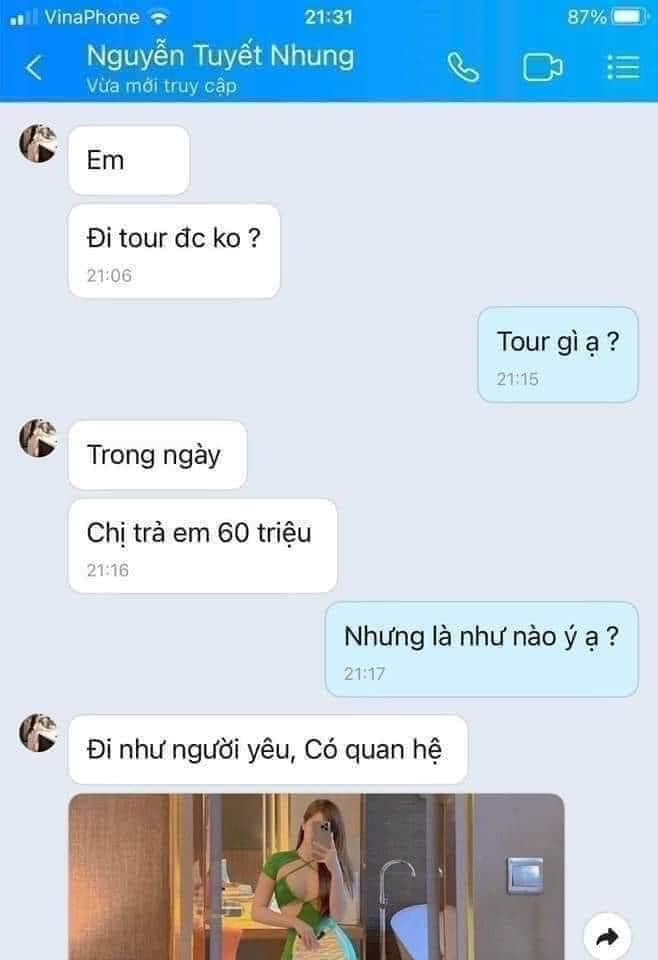 VinaPhone 21:31 87%
Nguyễn Tuyết Nhung
Vừa mới truy cập
Em
Đi tour đc ko ?
21:06
Tour gì ạ ?
21:15
Trong ngày
Chị trả em 60 triệu
21:16
Nhưng là như nào ý ạ ?
21:17
Đi như người yêu, Có quan hệ